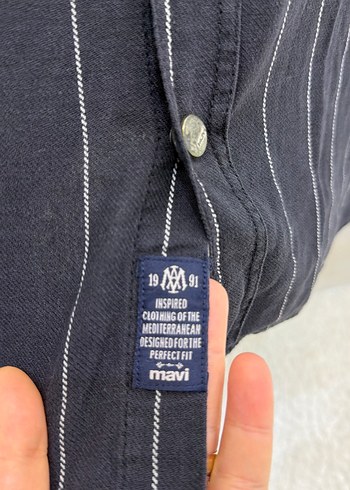 19 M 91
INSPIRED
CLOTHING OF THE
MEDITERRANEAN
DESIGNED FOR THE
PERFECT FIT
mavi